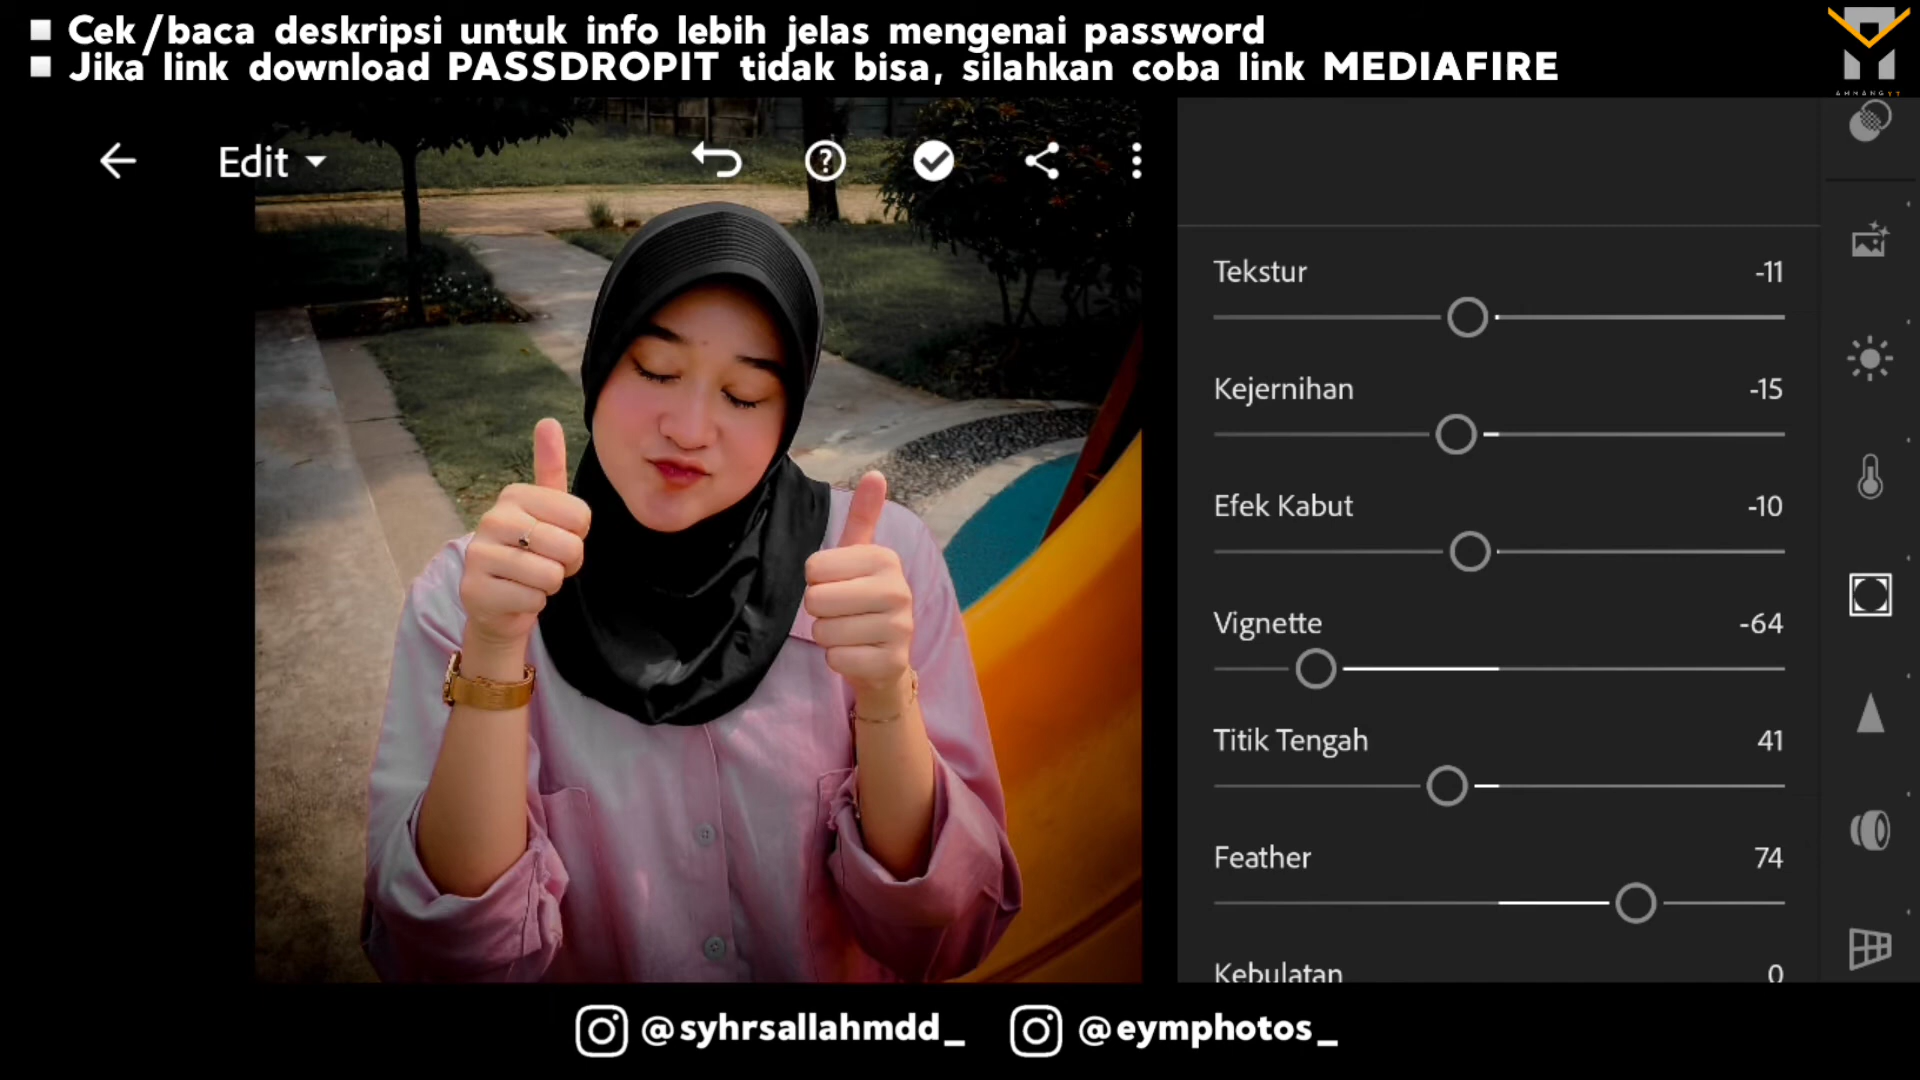 Cek/baca deskripsi untuk info lebih jelas mengenai password
Jika link download PASSDROPIT tidak bisa, silahkan coba link MEDIAFIRE
AHHANGYT
Edit
Tekstur -11
Kejernihan -15
Efek Kabut -10
Vignette -64
Titik Tengah 41
Feather 74
Kebulatan 0
@syhrsallahmdd_ @eymphotos_